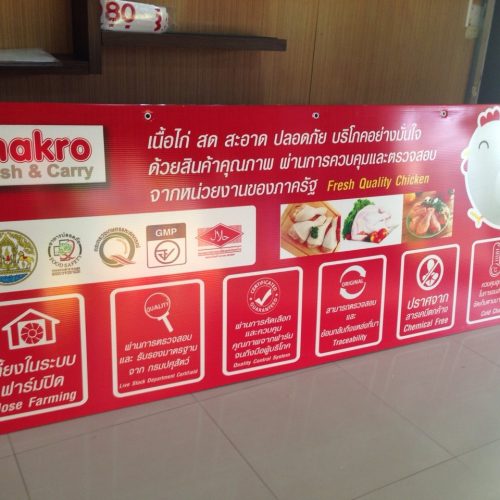 80
makro
Cash & Carry
เนื้อไก่ สด สะอาด ปลอดภัย บริโภคอย่างมั่นใจ
ด้วยสินค้าคุณภาพ ผ่านการควบคุมและตรวจสอบ
จากหน่วยงานของภาครัฐ Fresh Quality Chicken
FOOD SAFETY
Q
GMP
เลี้ยงในระบบ
ฟาร์มปิด
Close Farming
QUALITY
ผ่านการตรวจสอบ
และ รับรองมาตรฐาน
จาก กรมปศุสัตว์
Live Stock Department Certified
CERTIFICATED
GUARANTEED
ผ่านการคัดเลือก
และควบคุม
คุณภาพจากฟาร์ม
จนถึงมือผู้บริโภค
Quality Control System
ORIGINAL
สามารถตรวจสอบ
และ
ย้อนกลับถึงแหล่งที่มา
Traceability
ปราศจาก
สารเคมีตกค้าง
Chemical Free
Cold